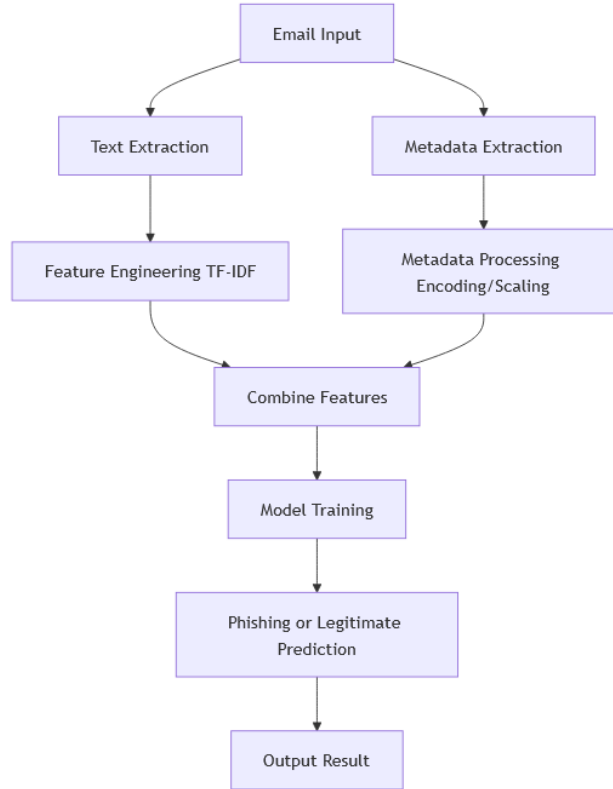 Email Input
Text Extraction
Metadata Extraction
Feature Engineering TF-IDF
Metadata Processing
Encoding/Scaling
Combine Features
Model Training
Phishing or Legitimate
Prediction
Output Result